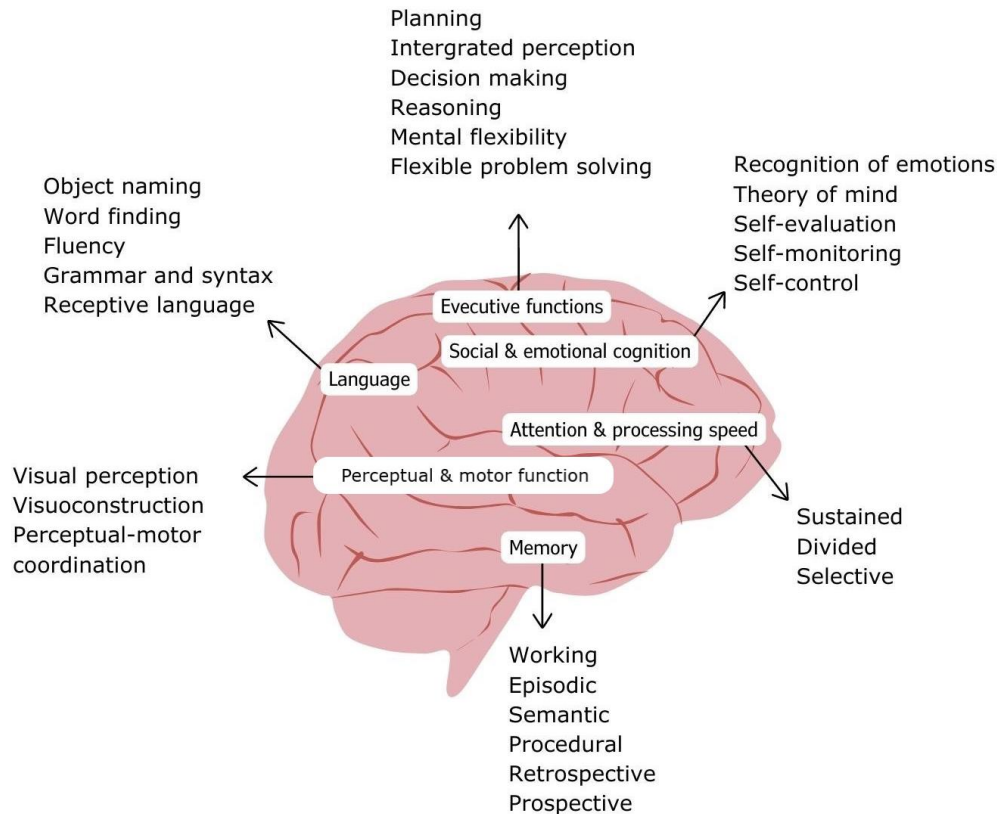 Planning
Intergrated perception
Decision making
Reasoning
Mental flexibility
Flexible problem solving
Recognition of emotions
Theory of mind
Self-evaluation
Self-monitoring
Self-control
Object naming
Word finding
Fluency
Grammar and syntax
Receptive language
Executive functions
Social & emotional cognition
Language
Attention & processing speed
Perceptual & motor function
Visual perception
Visuoconstruction
Perceptual-motor
coordination
Sustained
Divided
Selective
Memory
Working
Episodic
Semantic
Procedural
Retrospective
Prospective